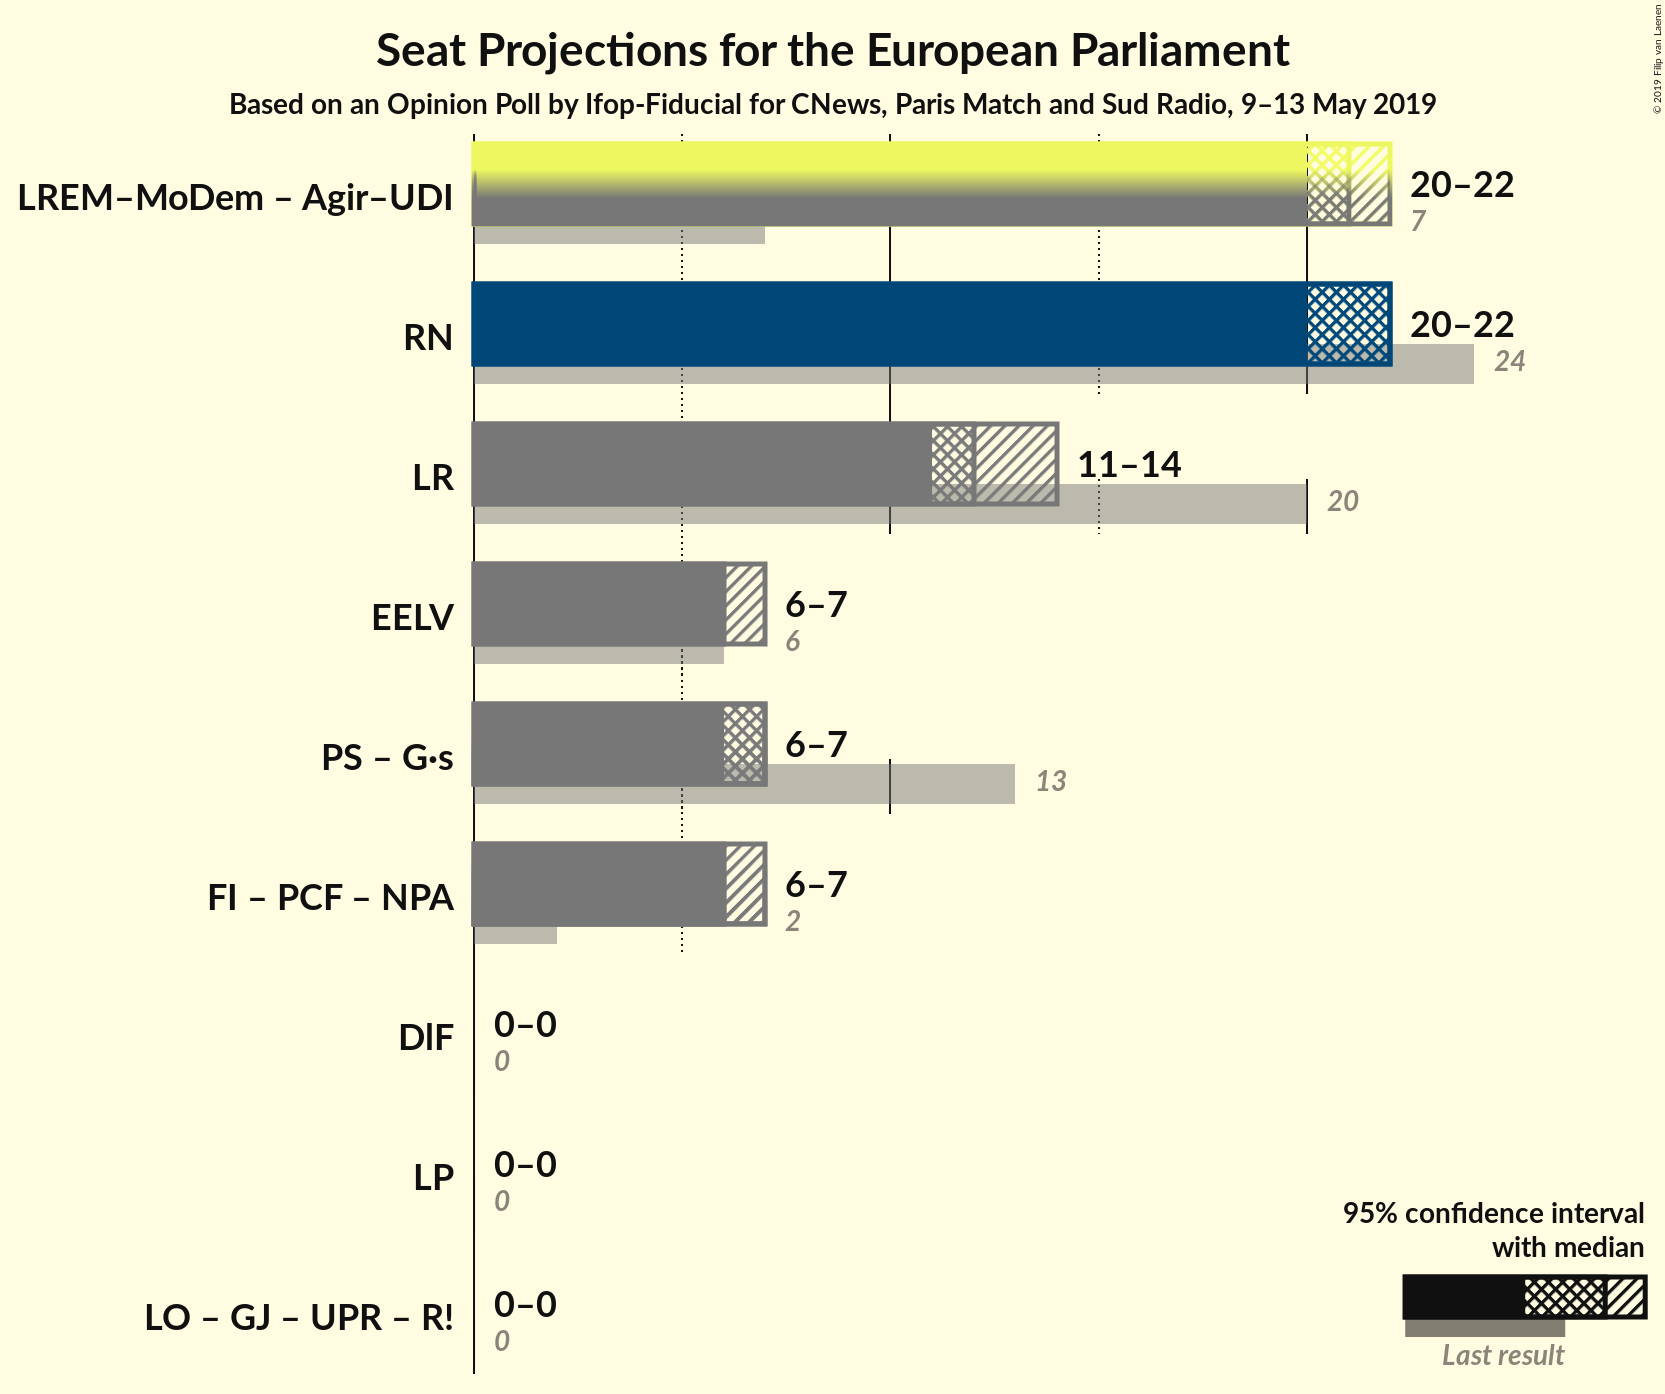 Seat Projections for the European Parliament
Based on an Opinion Poll by Ifop-Fiducial for CNews, Paris Match and Sud Radio, 9–13 May 2019
© 2019 Filip van Laenen
LREM–MoDem – Agir–UDI
20–22
7
RN
20–22
24
LR
11–14
20
EELV
6–7
6
PS – G·s
6–7
13
FI – PCF – NPA
6–7
2
DlF
0–0
0
LP
0–0
0
LO – GJ – UPR – R!
0–0
0
95% confidence interval
with median
Last result